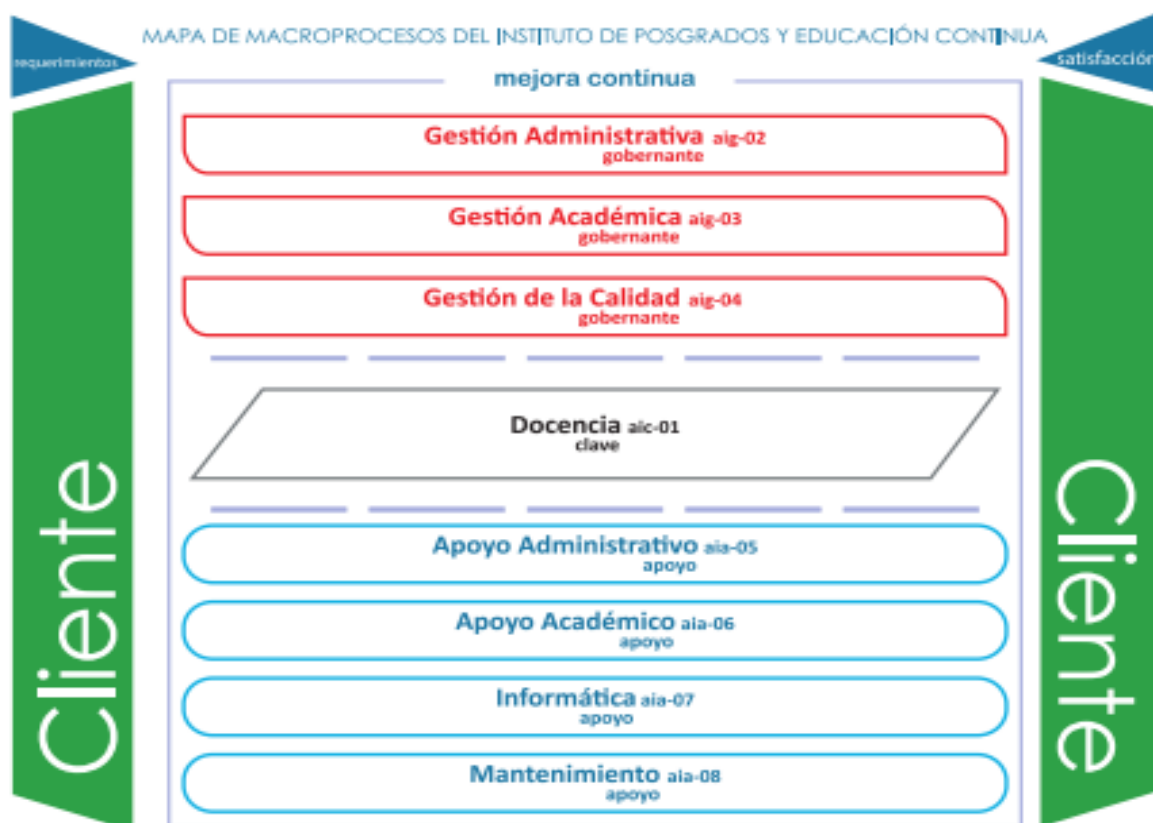 MAPA DE MACROPROCESOS DEL INSTITUTO DE POSGRADOS Y EDUCACIÓN CONTINUA
requerimientos
satisfacción
mejora continua
Gestión Administrativa aig-02
gobernante
Gestión Académica aig-03
gobernante
Gestión de la Calidad aig-04
gobernante
Docencia aic-01
clave
Apoyo Administrativo aia-05
apoyo
Apoyo Académico aia-06
apoyo
Informática aia-07
apoyo
Mantenimiento aia-08
apoyo
Cliente
Cliente